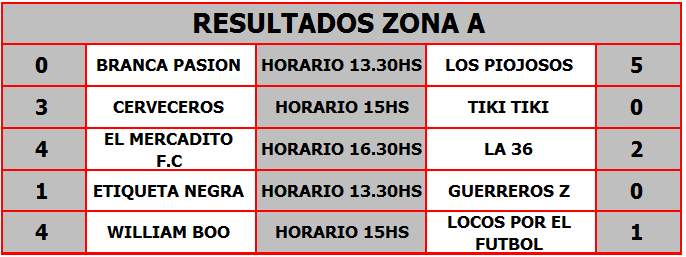 RESULTADOS ZONA A
0 BRANCA PASION HORARIO 13.30HS LOS PIOJOSOS 5
3 CERVECEROS HORARIO 15HS TIKI TIKI 0
4 EL MERCADITO F.C HORARIO 16.30HS LA 36 2
1 ETIQUETA NEGRA HORARIO 13.30HS GUERREROS Z 0
4 WILLIAM BOO HORARIO 15HS LOCOS POR EL FUTBOL 1